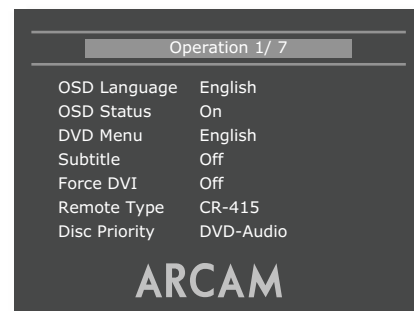 Operation 1/ 7
OSD Language English
OSD Status On
DVD Menu English
Subtitle Off
Force DVI Off
Remote Type CR-415
Disc Priority DVD-Audio
ARCAM